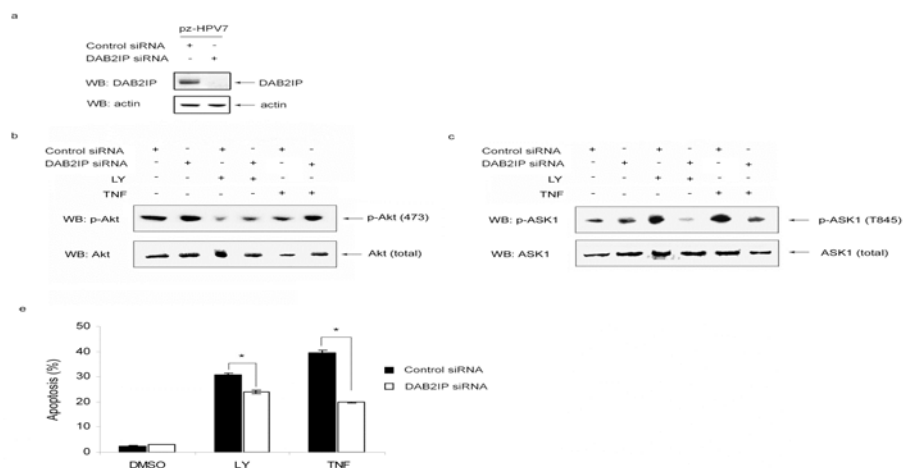 a
pz-HPV7
Control siRNA + -
DAB2IP siRNA - +
WB: DAB2IP DAB2IP
WB: actin actin
b
Control siRNA + - + - + -
DAB2IP siRNA - + - + - +
LY - - + + - -
TNF - - - - + +
WB: p-Akt p-Akt (473)
WB: Akt Akt (total)
c
Control siRNA + - + - + -
DAB2IP siRNA - + - + - +
LY - - + + - -
TNF - - - - + +
WB: p-ASK1 p-ASK1 (T845)
WB: ASK1 ASK1 (total)
e
Apoptosis (%)
50
40
30
20
10
0
* *
Control siRNA
DAB2IP siRNA
DMSO LY TNF